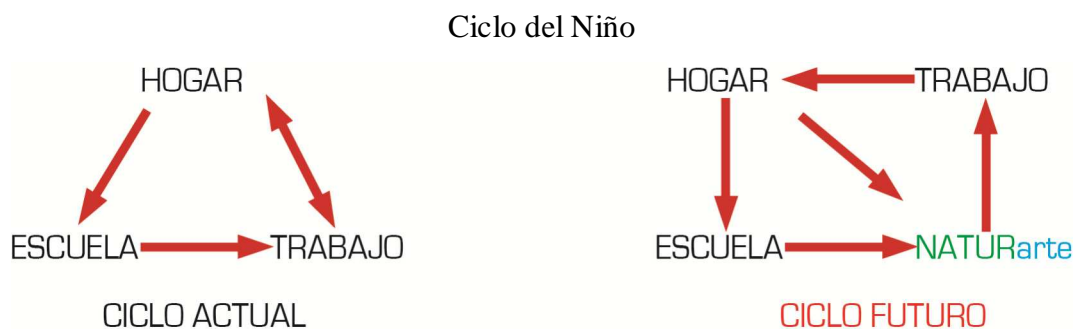 Ciclo del Niño
HOGAR
ESCUELA
TRABAJO
CICLO ACTUAL
HOGAR
TRABAJO
ESCUELA
NATURarte
CICLO FUTURO